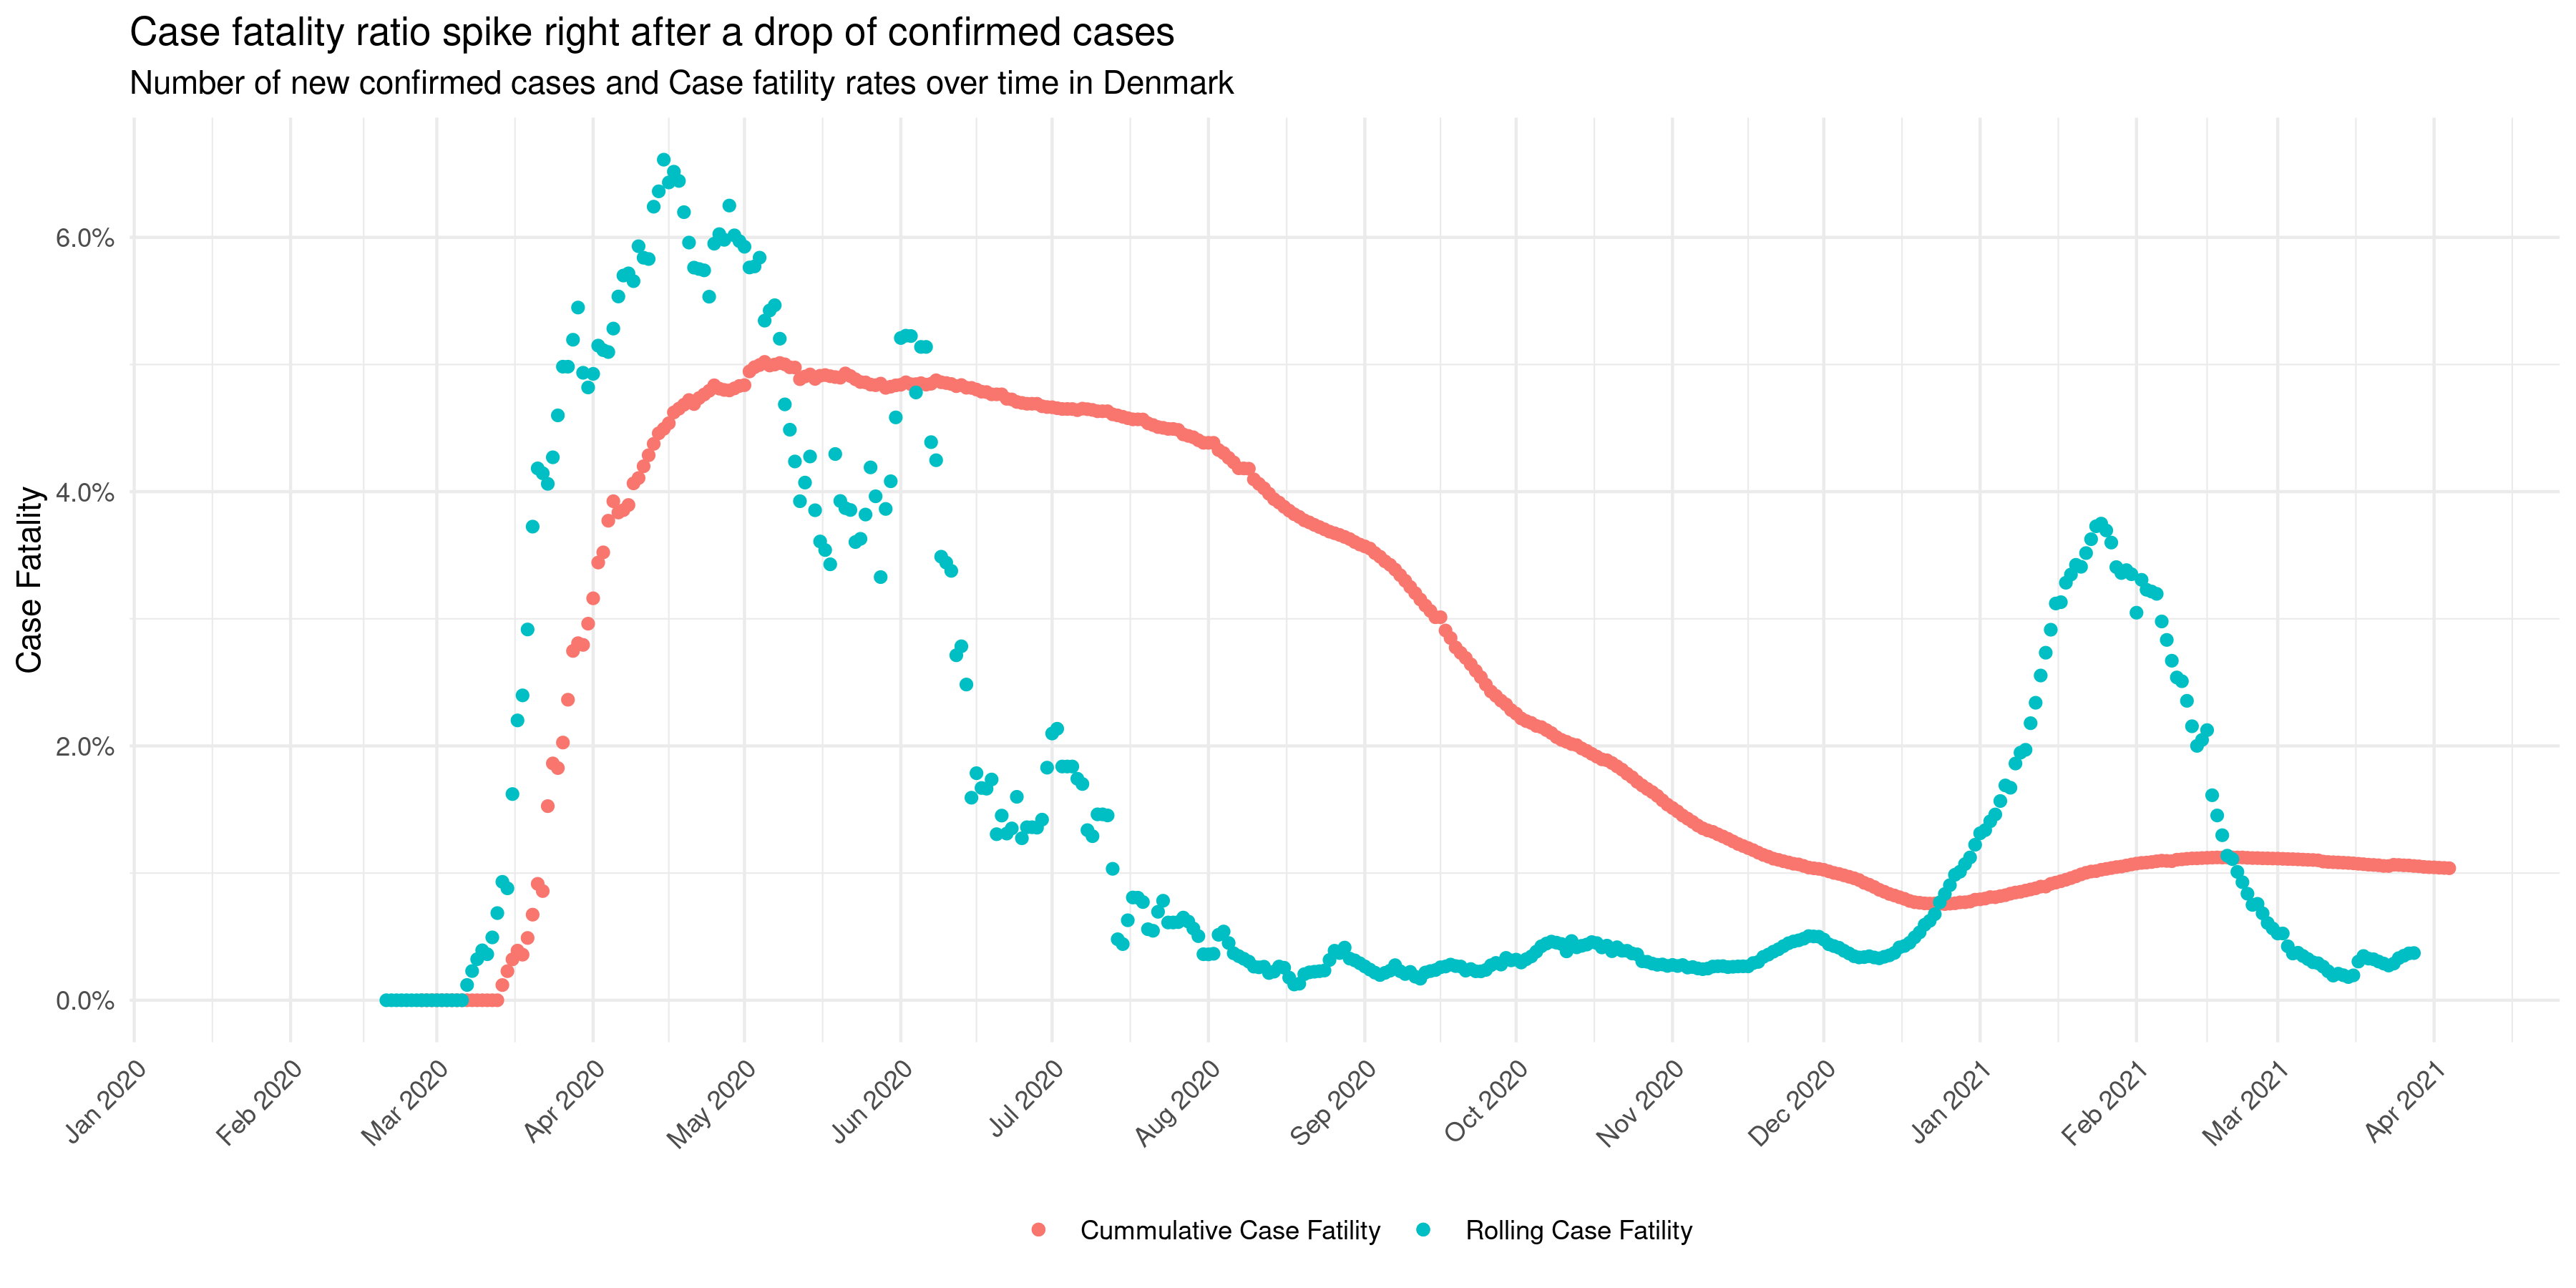 Case fatality ratio spike right after a drop of confirmed cases
Number of new confirmed cases and Case fatility rates over time in Denmark
Case Fatality
6.0%
4.0%
2.0%
0.0%
Jan 2020
Feb 2020
Mar 2020
Apr 2020
May 2020
Jun 2020
Jul 2020
Aug 2020
Sep 2020
Oct 2020
Nov 2020
Dec 2020
Jan 2021
Feb 2021
Mar 2021
Apr 2021
Cummulative Case Fatility
Rolling Case Fatility